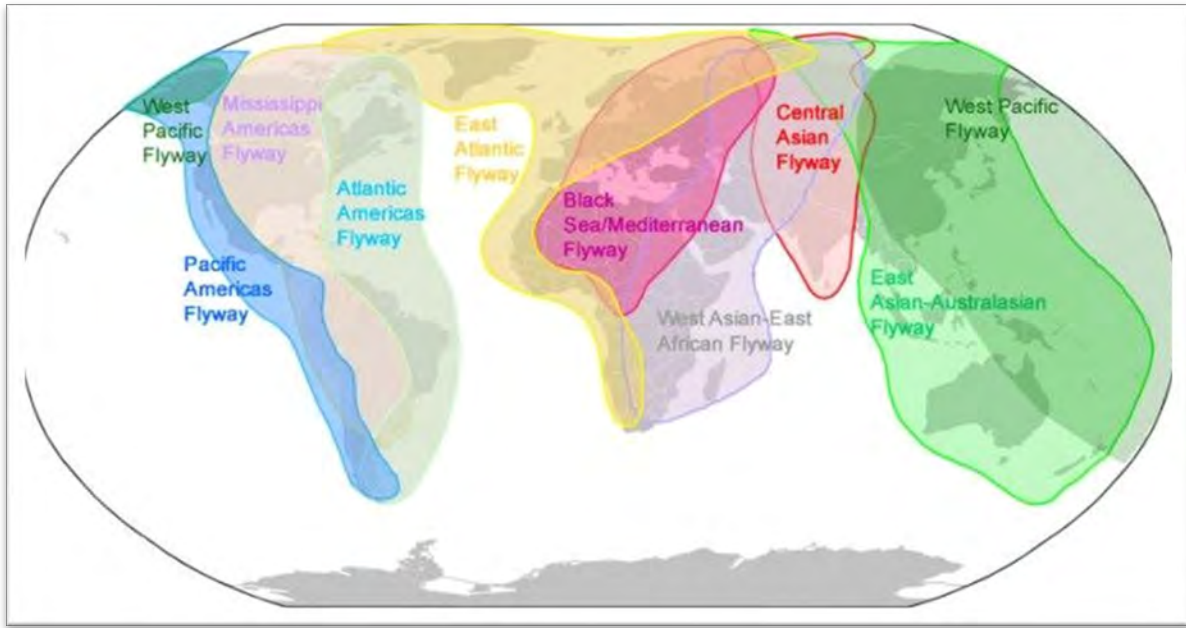 West
Pacific
Flyway
Mississippi
Americas
Flyway
Atlantic
Americas
Flyway
Pacific
Americas
Flyway
East
Atlantic
Flyway
Black
Sea/Mediterranean
Flyway
West Asian-East
African Flyway
Central
Asian
Flyway
West Pacific
Flyway
East
Asian-Australasian
Flyway